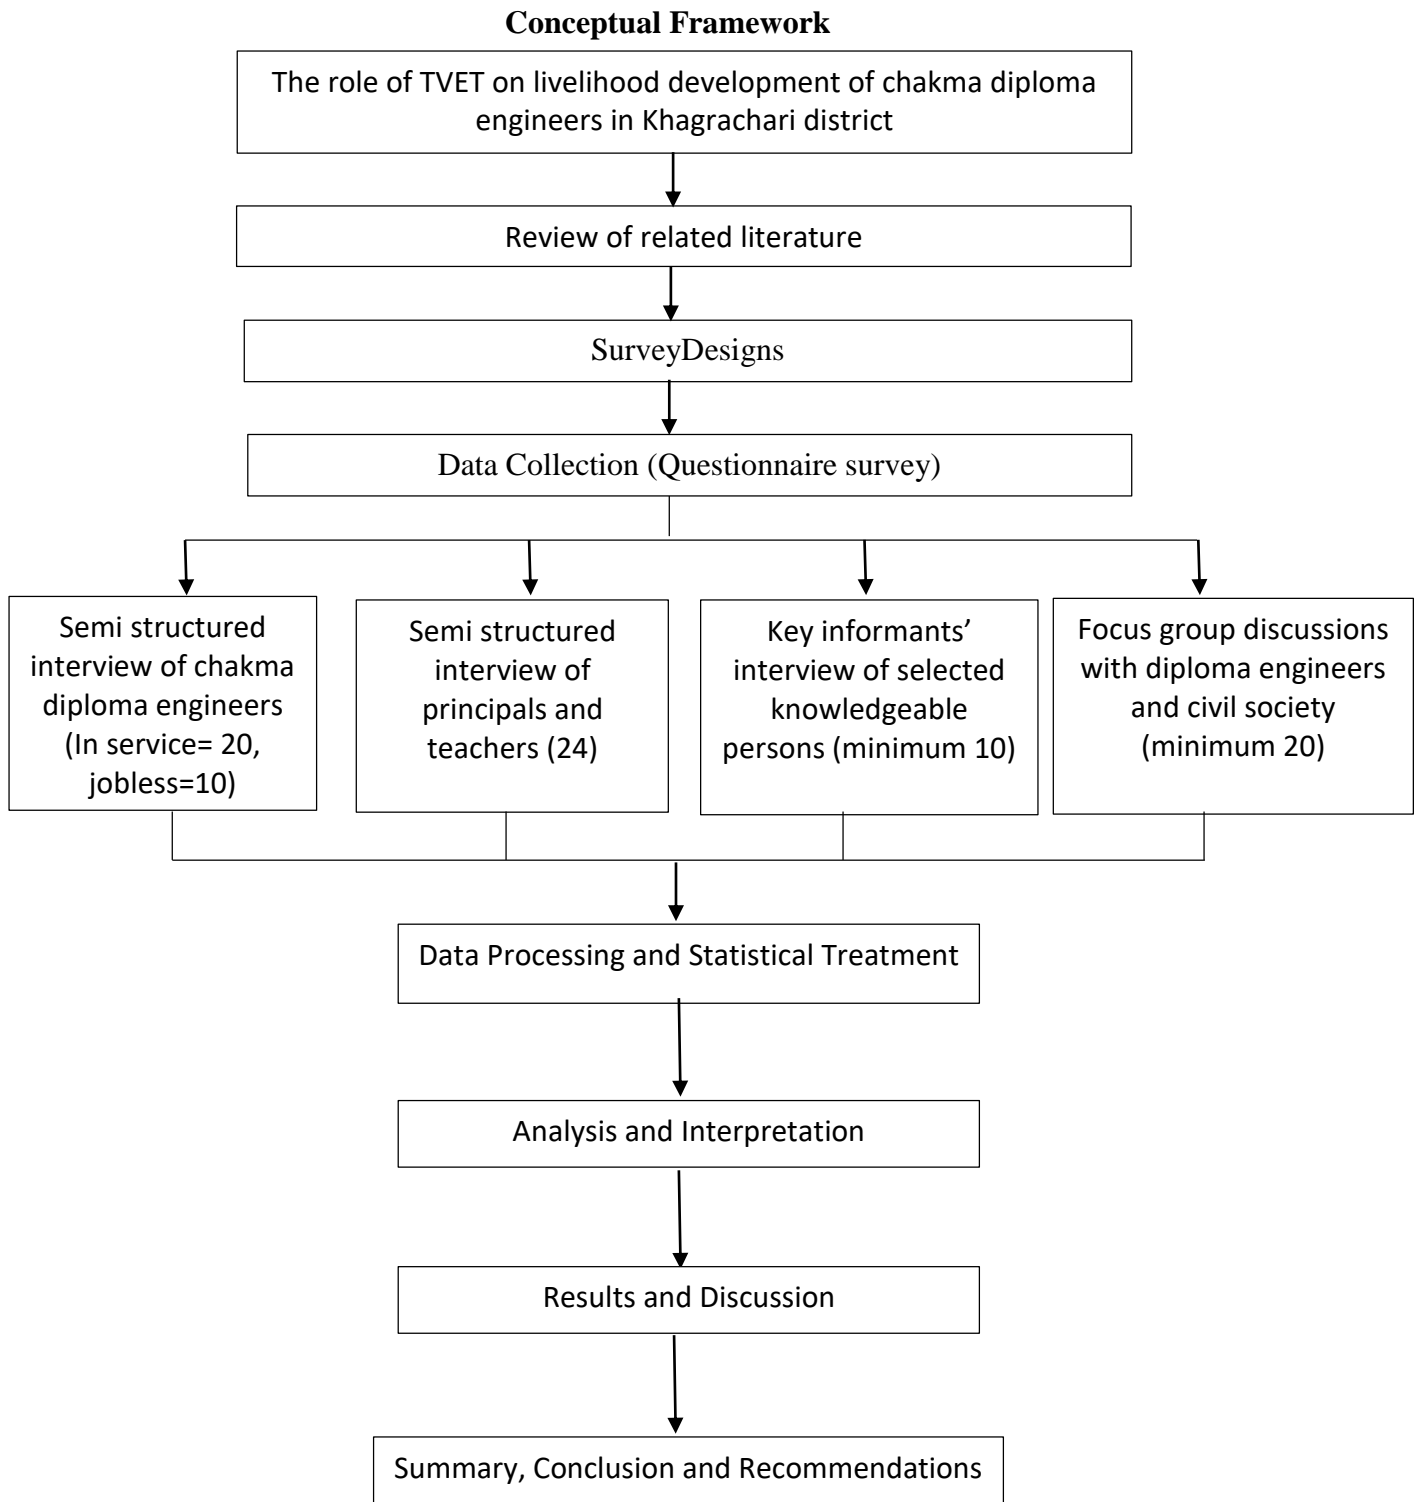 Conceptual Framework
The role of TVET on livelihood development of chakma diploma
engineers in Khagrachari district
Review of related literature
SurveyDesigns
Data Collection (Questionnaire survey)
Semi structured
interview of chakma
diploma engineers
(In service= 20,
jobless=10)
Semi structured
interview of
principals and
teachers (24)
Key informants’
interview of selected
knowledgeable
persons (minimum 10)
Focus group discussions
with diploma engineers
and civil society
(minimum 20)
Data Processing and Statistical Treatment
Analysis and Interpretation
Results and Discussion
Summary, Conclusion and Recommendations